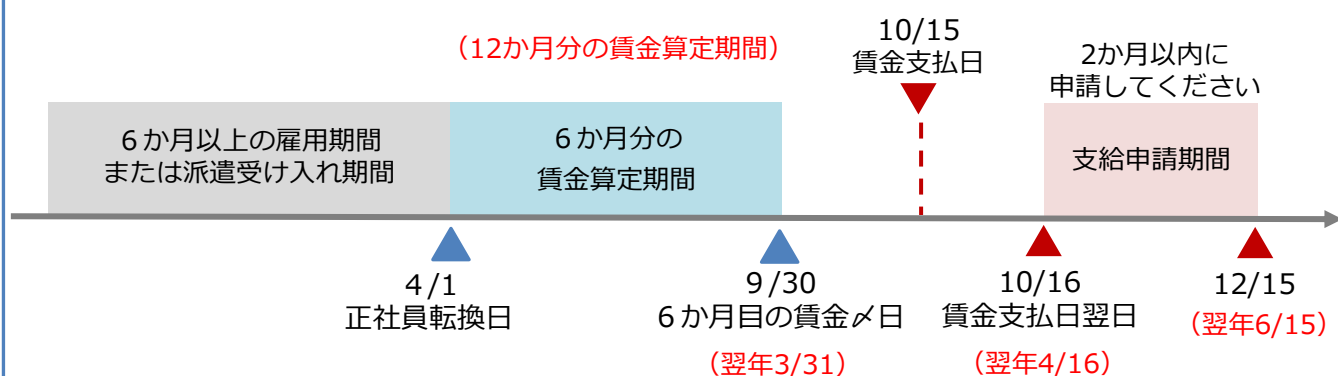 （12か月分の賃金算定期間）
10/15
賃金支払日
2か月以内に
申請してください
６か月以上の雇用期間
または派遣受け入れ期間
６か月分の
賃金算定期間
支給申請期間
４/１
正社員転換日
９/30
６か月目の賃金〆日
（翌年3/31）
10/16
賃金支払日翌日
（翌年4/16）
12/15
（翌年6/15）